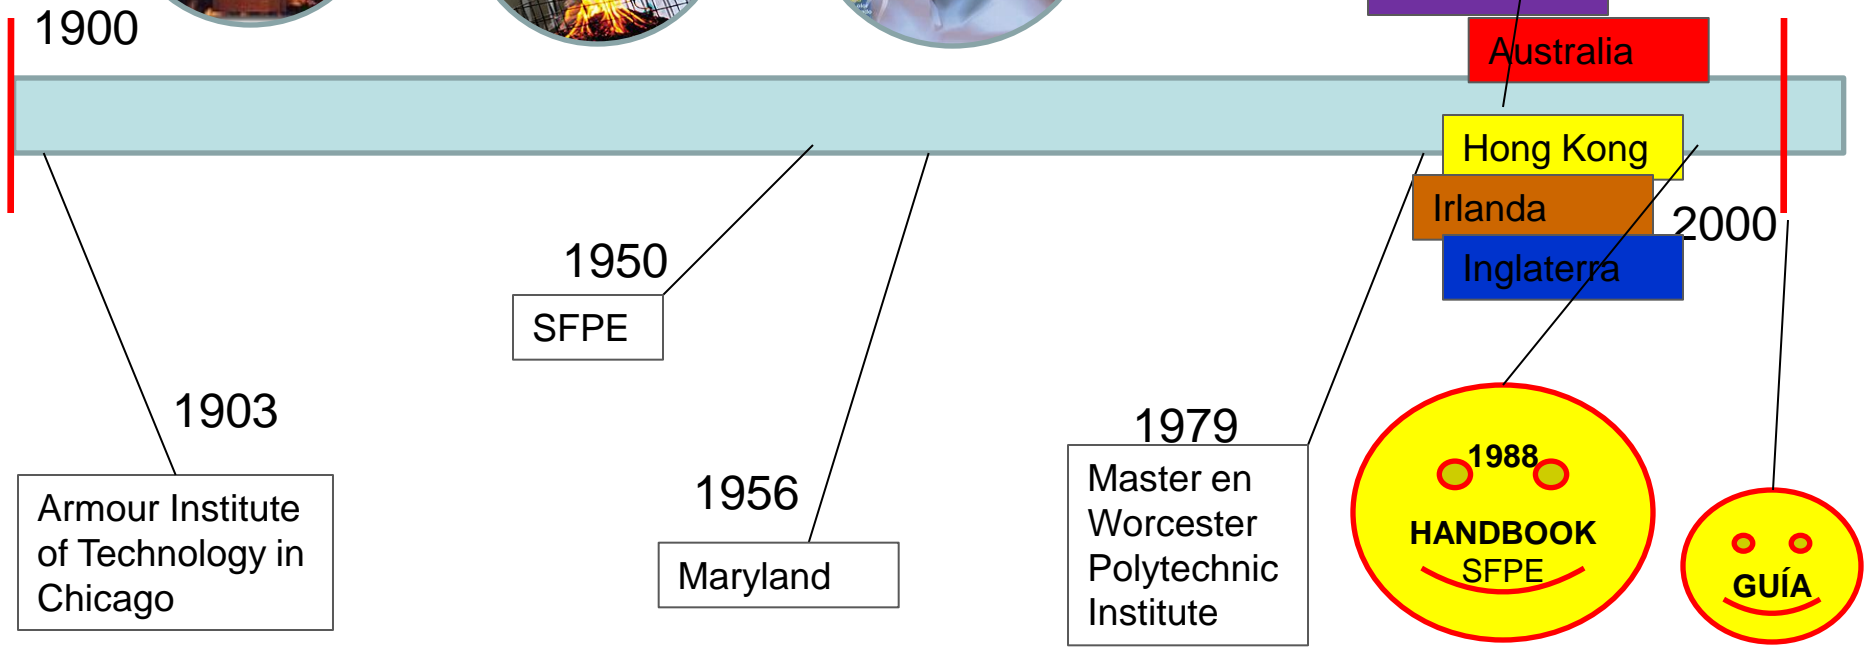 1900
Australia
Hong Kong
Irlanda
2000
Inglaterra
1950
SFPE
1903
Armour Institute
of Technology in
Chicago
1956
Maryland
1979
Master en
Worcester
Polytechnic
Institute
1988
HANDBOOK
SFPE
GUÍA